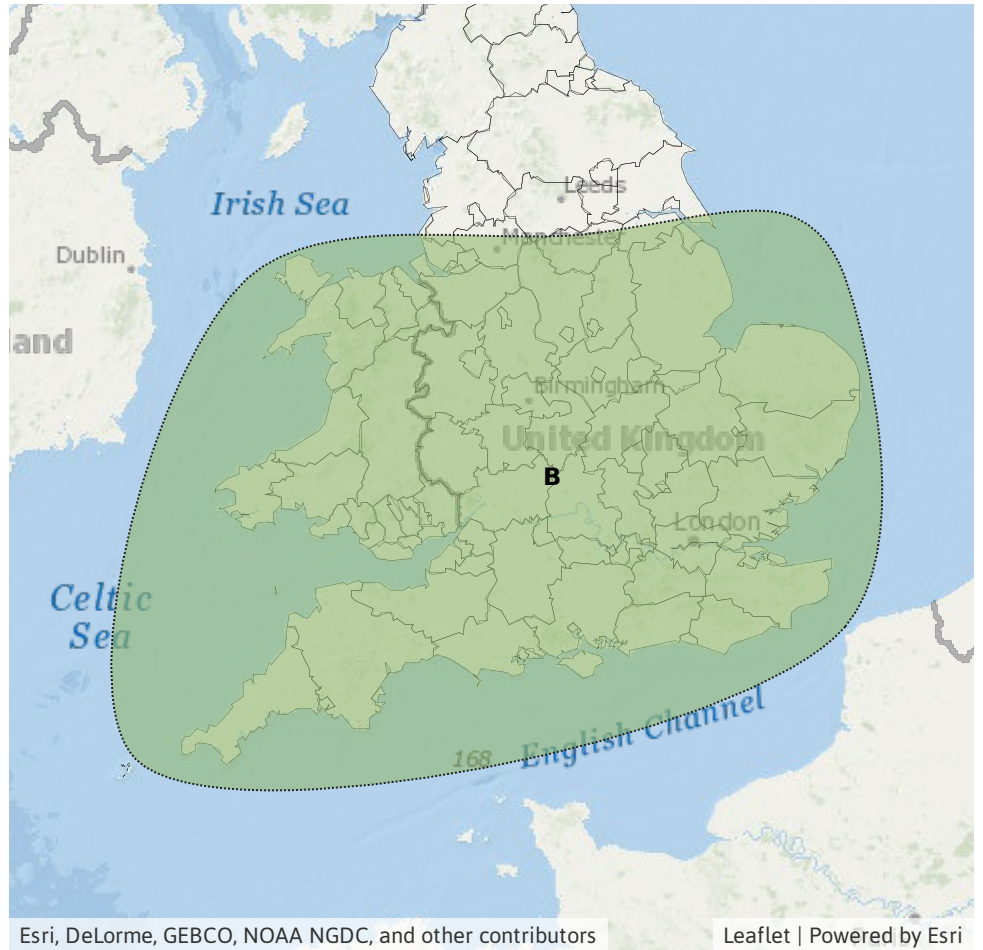 Leeds
Irish Sea
Manchester
Dublin
land
Birmingham
United Kingdom
B
London
Celtic
Sea
168
English Channel
Esri, DeLorme, GEBCO, NOAA NGDC, and other contributors
Leaflet | Powered by Esri